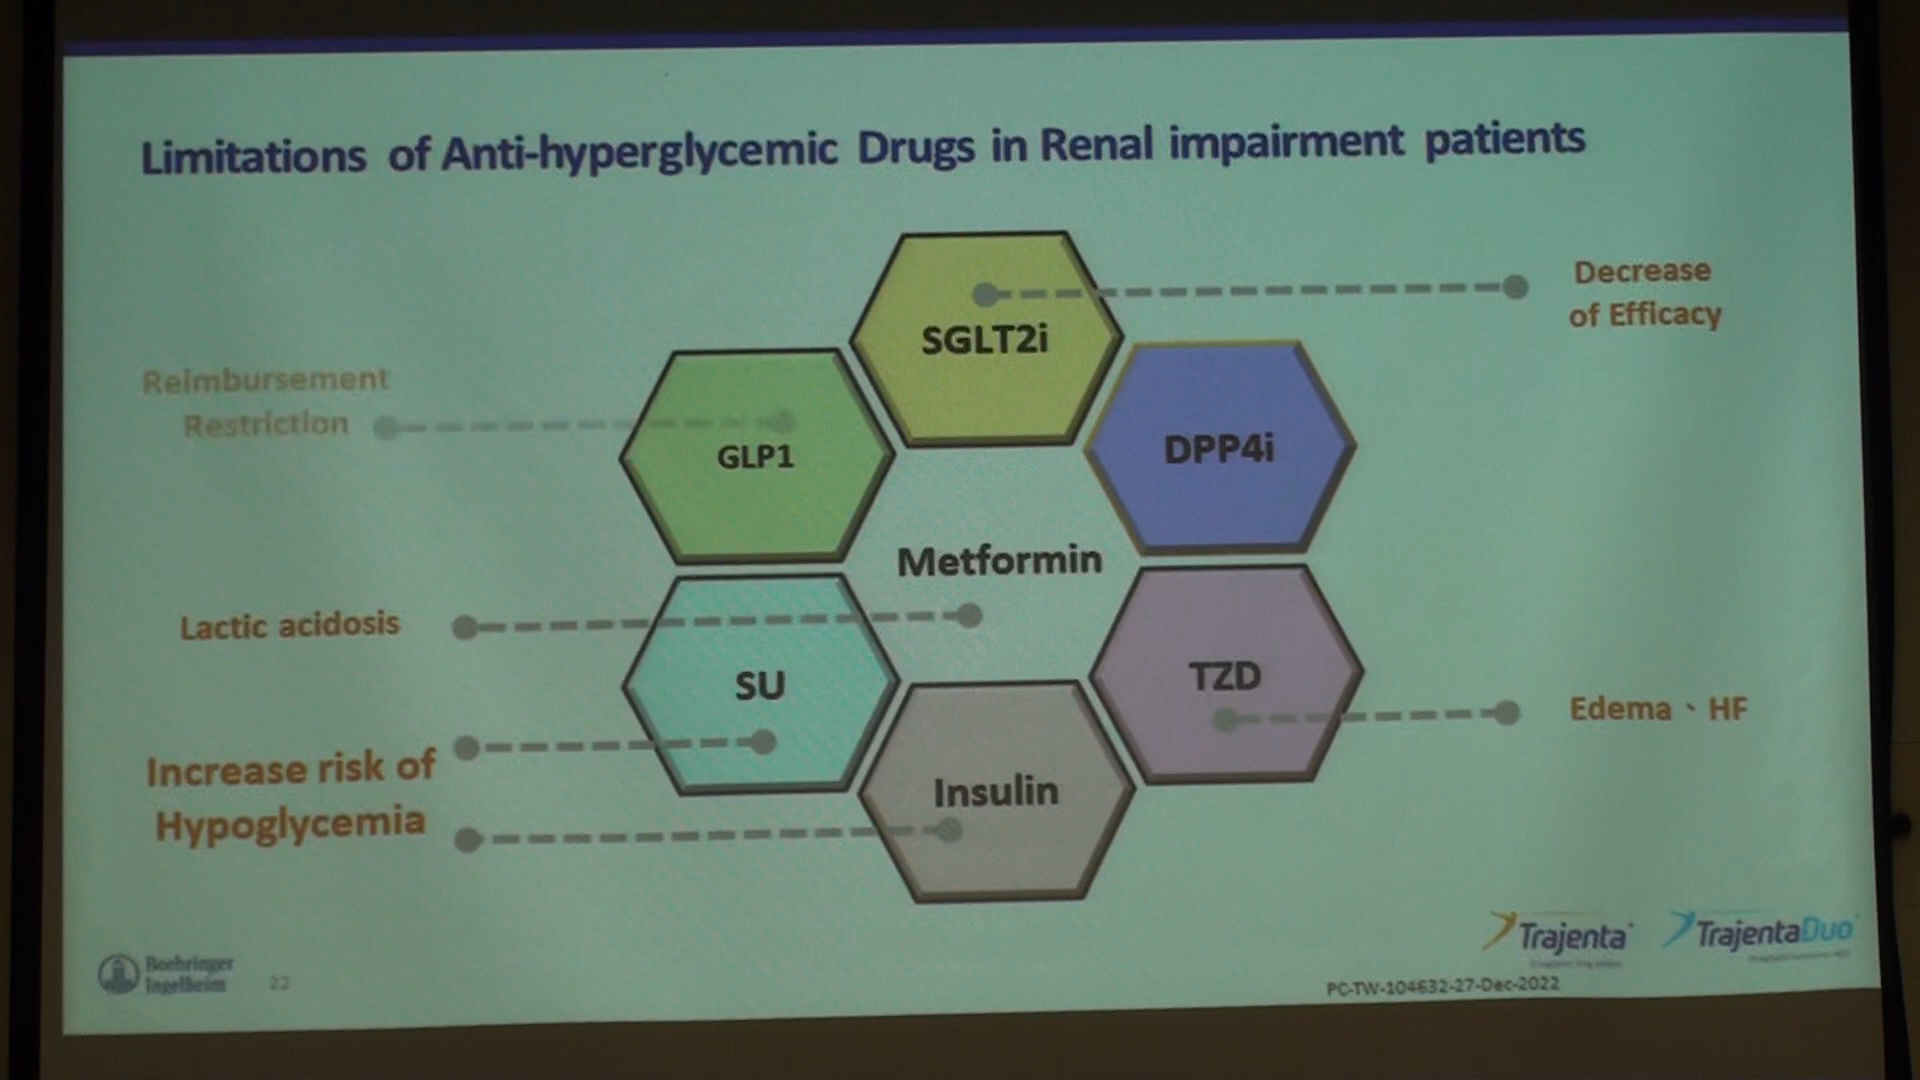 Limitations of Anti-hyperglycemic Drugs in Renal impairment patients
Decrease
of Efficacy
SGLT2i
Reimbursement
Restriction
GLP1
DPP4i
Metformin
Lactic acidosis
SU
TZD
Edema、HF
Increase risk of
Hypoglycemia
Insulin
Trajenta
TrajentaDuo
Boehringer
Ingelheim
22
PC-TW-104632-27-Dec-2022